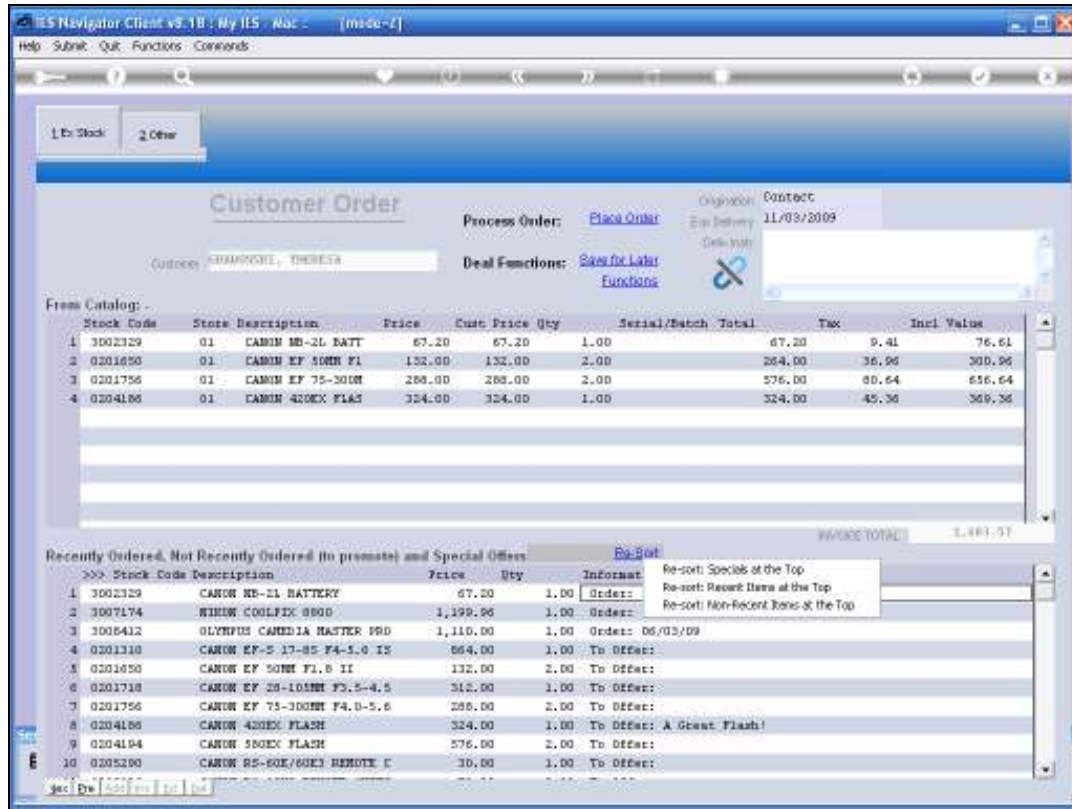 IES Navigator Client v8.18 : My IES Mac : [mode-2]
Help Submit Quit Functions Commands
1 Ex Stock 2 Other
Customer Order
Process Order: Place Order
Origination Contact
Exp Delivery 11/03/2009
Deliv Instr
Customer THERESA
Deal Functions: Save for Later
Functions
From Catalog: .
Stock Code Store Description Price Cust Price Qty Serial/Batch Total Tax Incl Value
1 3002329 01 CANON NB-2L BATT 67.20 67.20 1.00 67.20 9.41 76.61
2 0201650 01 CANON EF 50MM F1 132.00 132.00 2.00 264.00 36.96 300.96
3 0201756 01 CANON EF 75-300M 288.00 288.00 2.00 576.00 80.64 656.64
4 0204186 01 CANON 420EX FLAS 324.00 324.00 1.00 324.00 45.36 369.36
INVOICE TOTAL
Recently Ordered, Not Recently Ordered (to promote) and Special Offers Re-Sort
Re-sort: Specials at the Top
Re-sort: Recent Items at the Top
Re-sort: Non-Recent Items at the Top
>>> Stock Code Description Price Qty Informat
1 3002329 CANON NB-2L BATTERY 67.20 1.00 Order:
2 3007174 NIKON COOLPIX 8800 1,199.96 1.00 Order:
3 3008412 OLYMPUS CAMEDIA MASTER PRO 1,110.00 1.00 Order: 06/03/09
4 0201310 CANON EF-S 17-85 F4-5.0 IS 864.00 1.00 To Offer:
5 0201650 CANON EF 50MM F1.8 II 132.00 2.00 To Offer:
6 0201718 CANON EF 28-105MM F3.5-4.5 312.00 1.00 To Offer:
7 0201756 CANON EF 75-300MM F4.0-5.6 288.00 2.00 To Offer:
8 0204186 CANON 420EX FLASH 324.00 1.00 To Offer: A Great Flash!
9 0204194 CANON 580EX FLASH 576.00 2.00 To Offer:
10 0205290 CANON RS-60E/60E3 REMOTE C 30.00 1.00 To Offer: